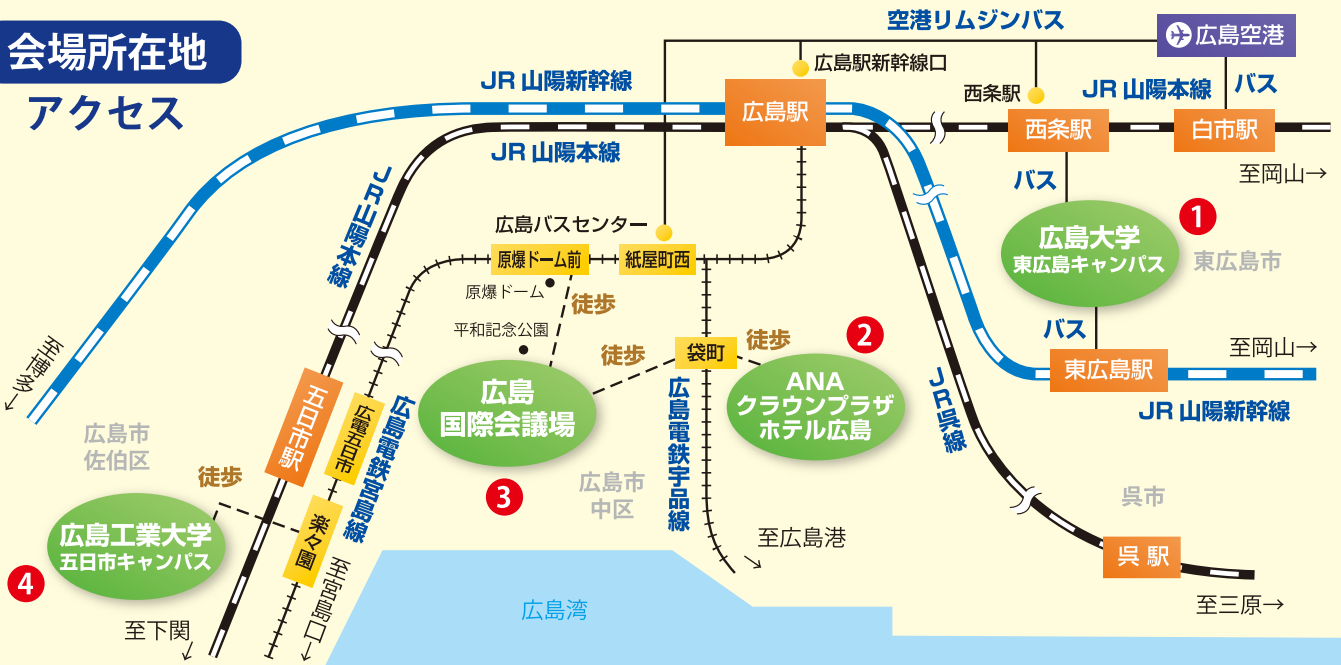 会場所在地
アクセス
空港リムジンバス
広島空港
広島駅新幹線口
JR山陽新幹線
西条駅
JR山陽本線
バス
広島駅
西条駅
白市駅
JR山陽本線
至岡山→
JR山陽本線
バス
広島バスセンター
1
広島大学
東広島キャンパス
東広島市
原爆ドーム前
紙屋町西
原爆ドーム
徒歩
平和記念公園
バス
2
徒歩
徒歩
袋町
至岡山→
東広島駅
至博多
←
ANA
クラウンプラザ
ホテル広島
広島
国際会議場
JR山陽新幹線
五日市駅
広電五日市
広島電鉄宮島線
広島電鉄宇品線
JR呉線
広島市
佐伯区
徒歩
3
広島市
中区
呉市
広島工業大学
五日市キャンパス
4
楽々園
至広島港
→
呉駅
至宮島口
←
広島湾
至三原→
至下関
←